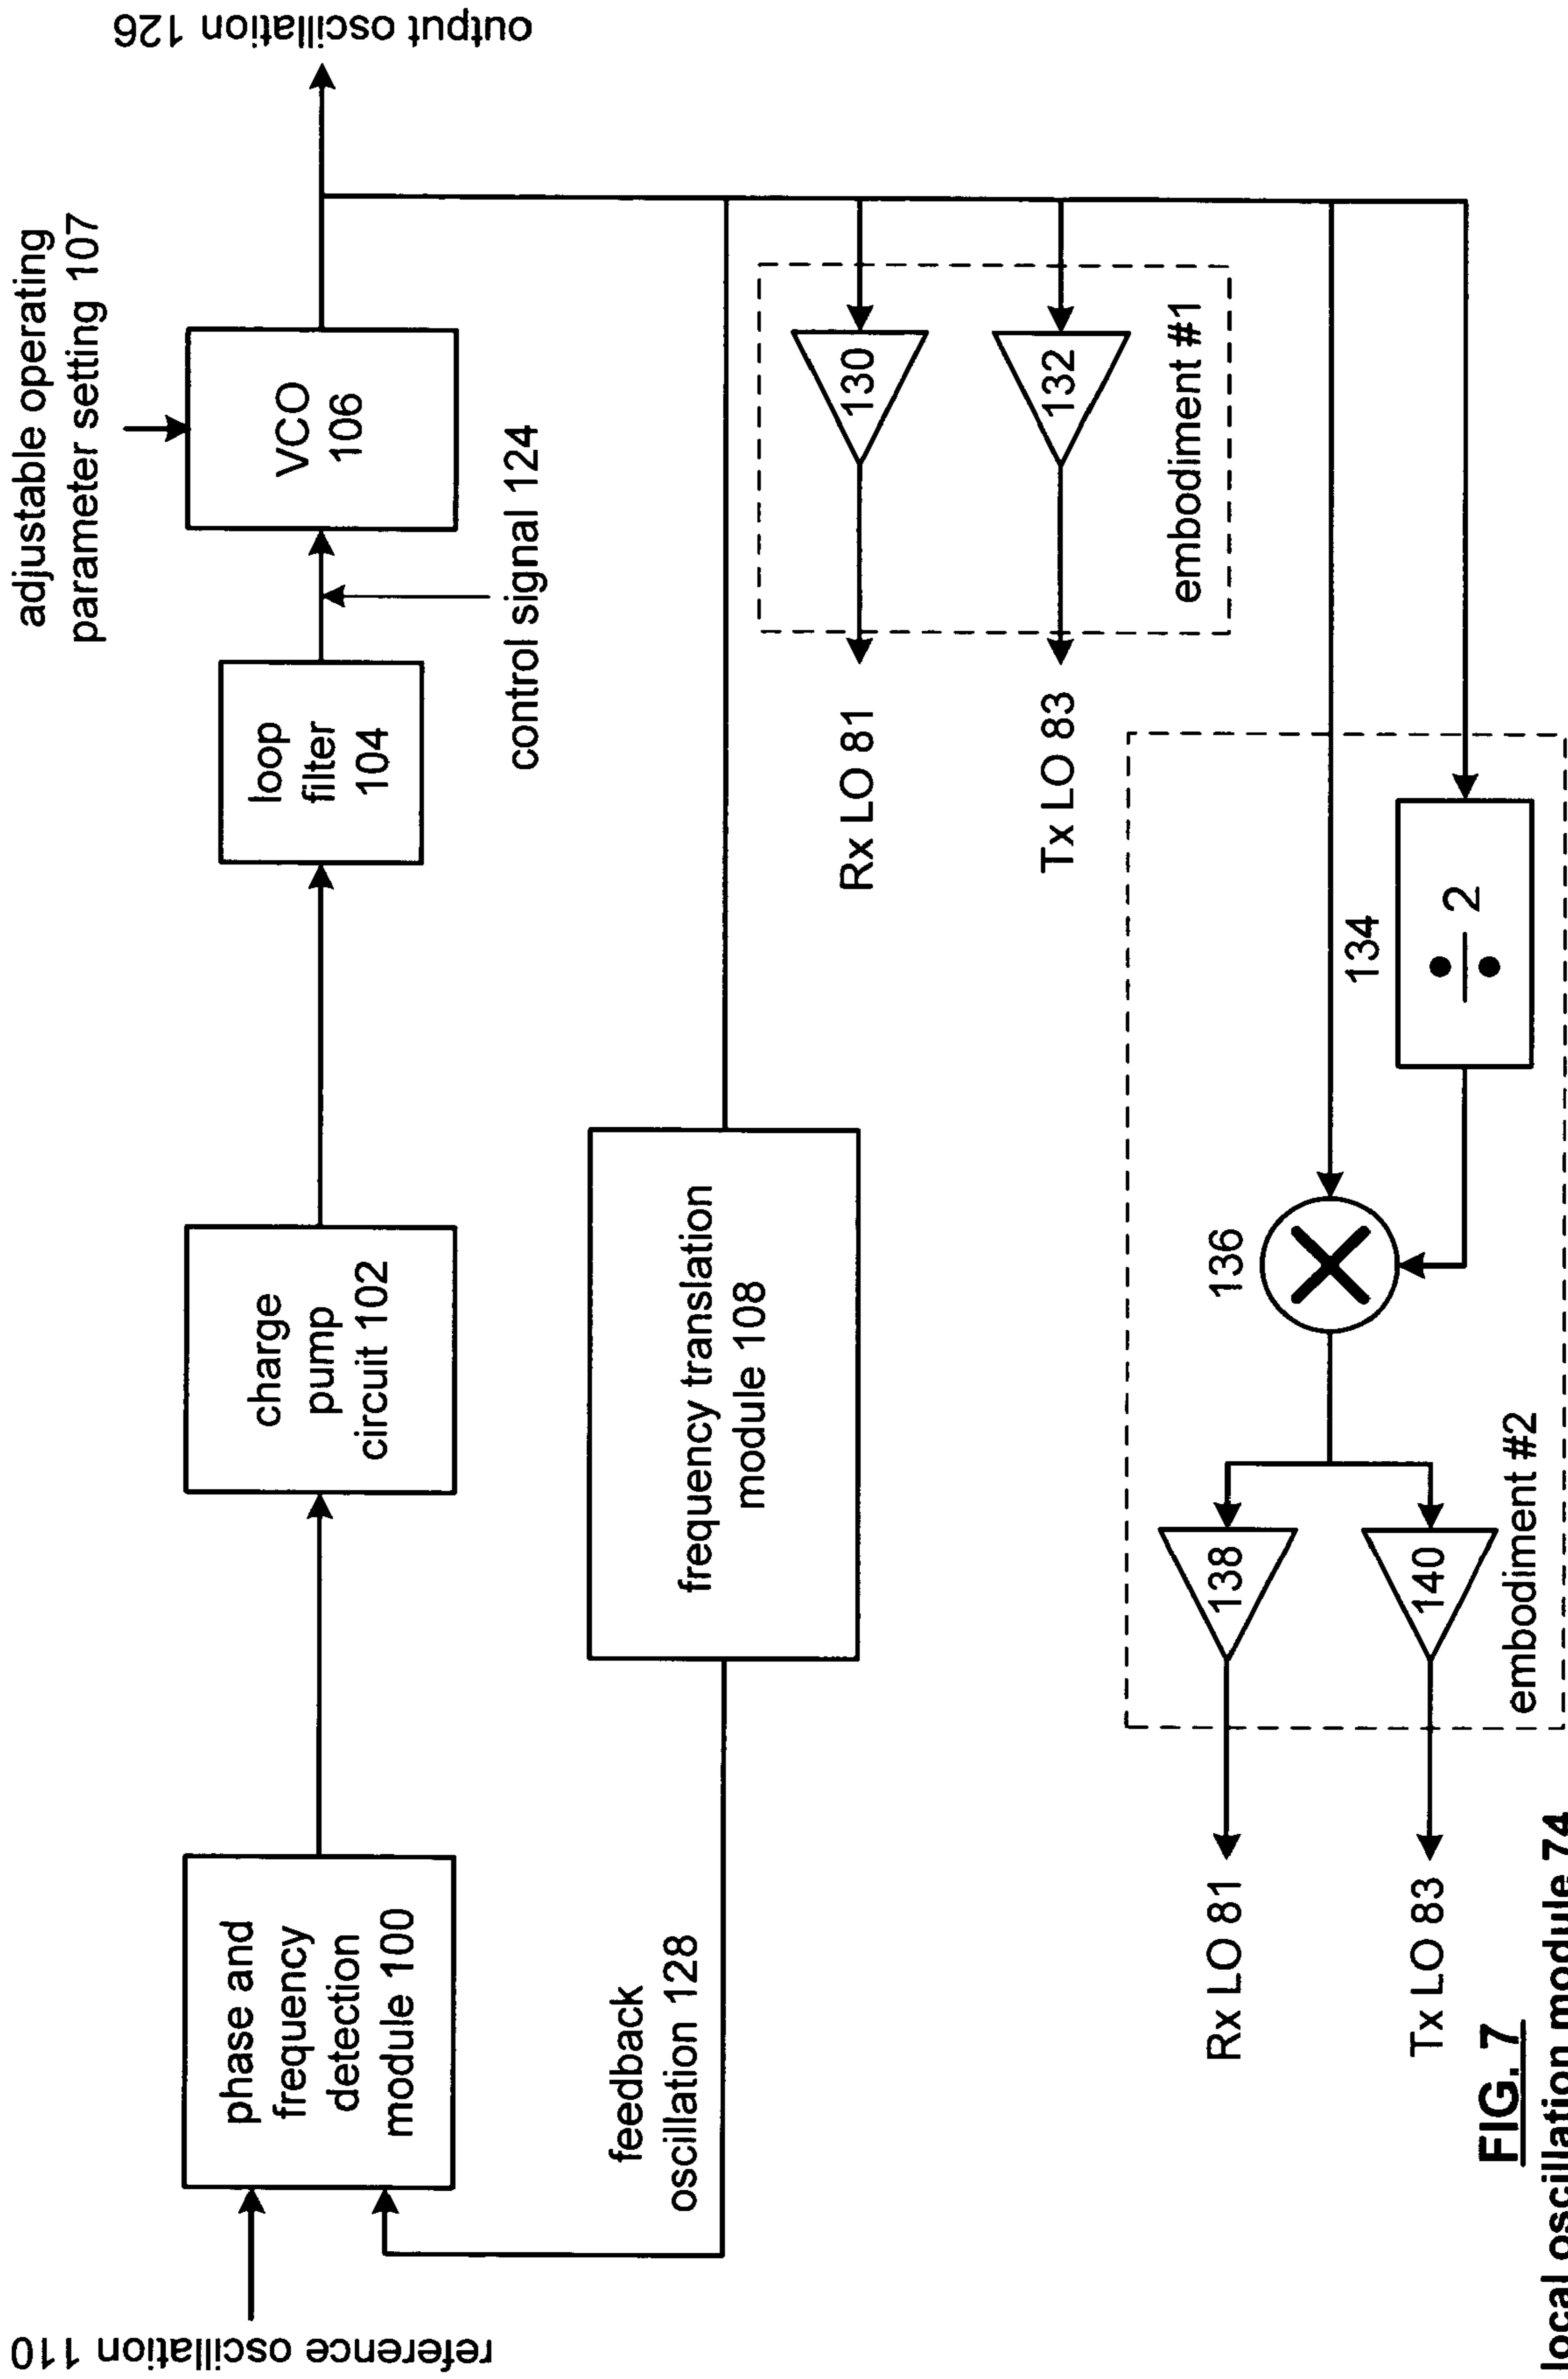 reference oscillation 110
phase and
frequency
detection
module 100
charge
pump
circuit 102
loop
filter
104
control signal 124
adjustable operating
parameter setting 107
VCO
106
output oscillation 126
feedback
oscillation 128
frequency translation
module 108
130
132
embodiment #1
Rx LO 81
Tx LO 83
134
÷ 2
136
138
140
embodiment #2
Rx LO 81
Tx LO 83
FIG. 7
local oscillation module 74